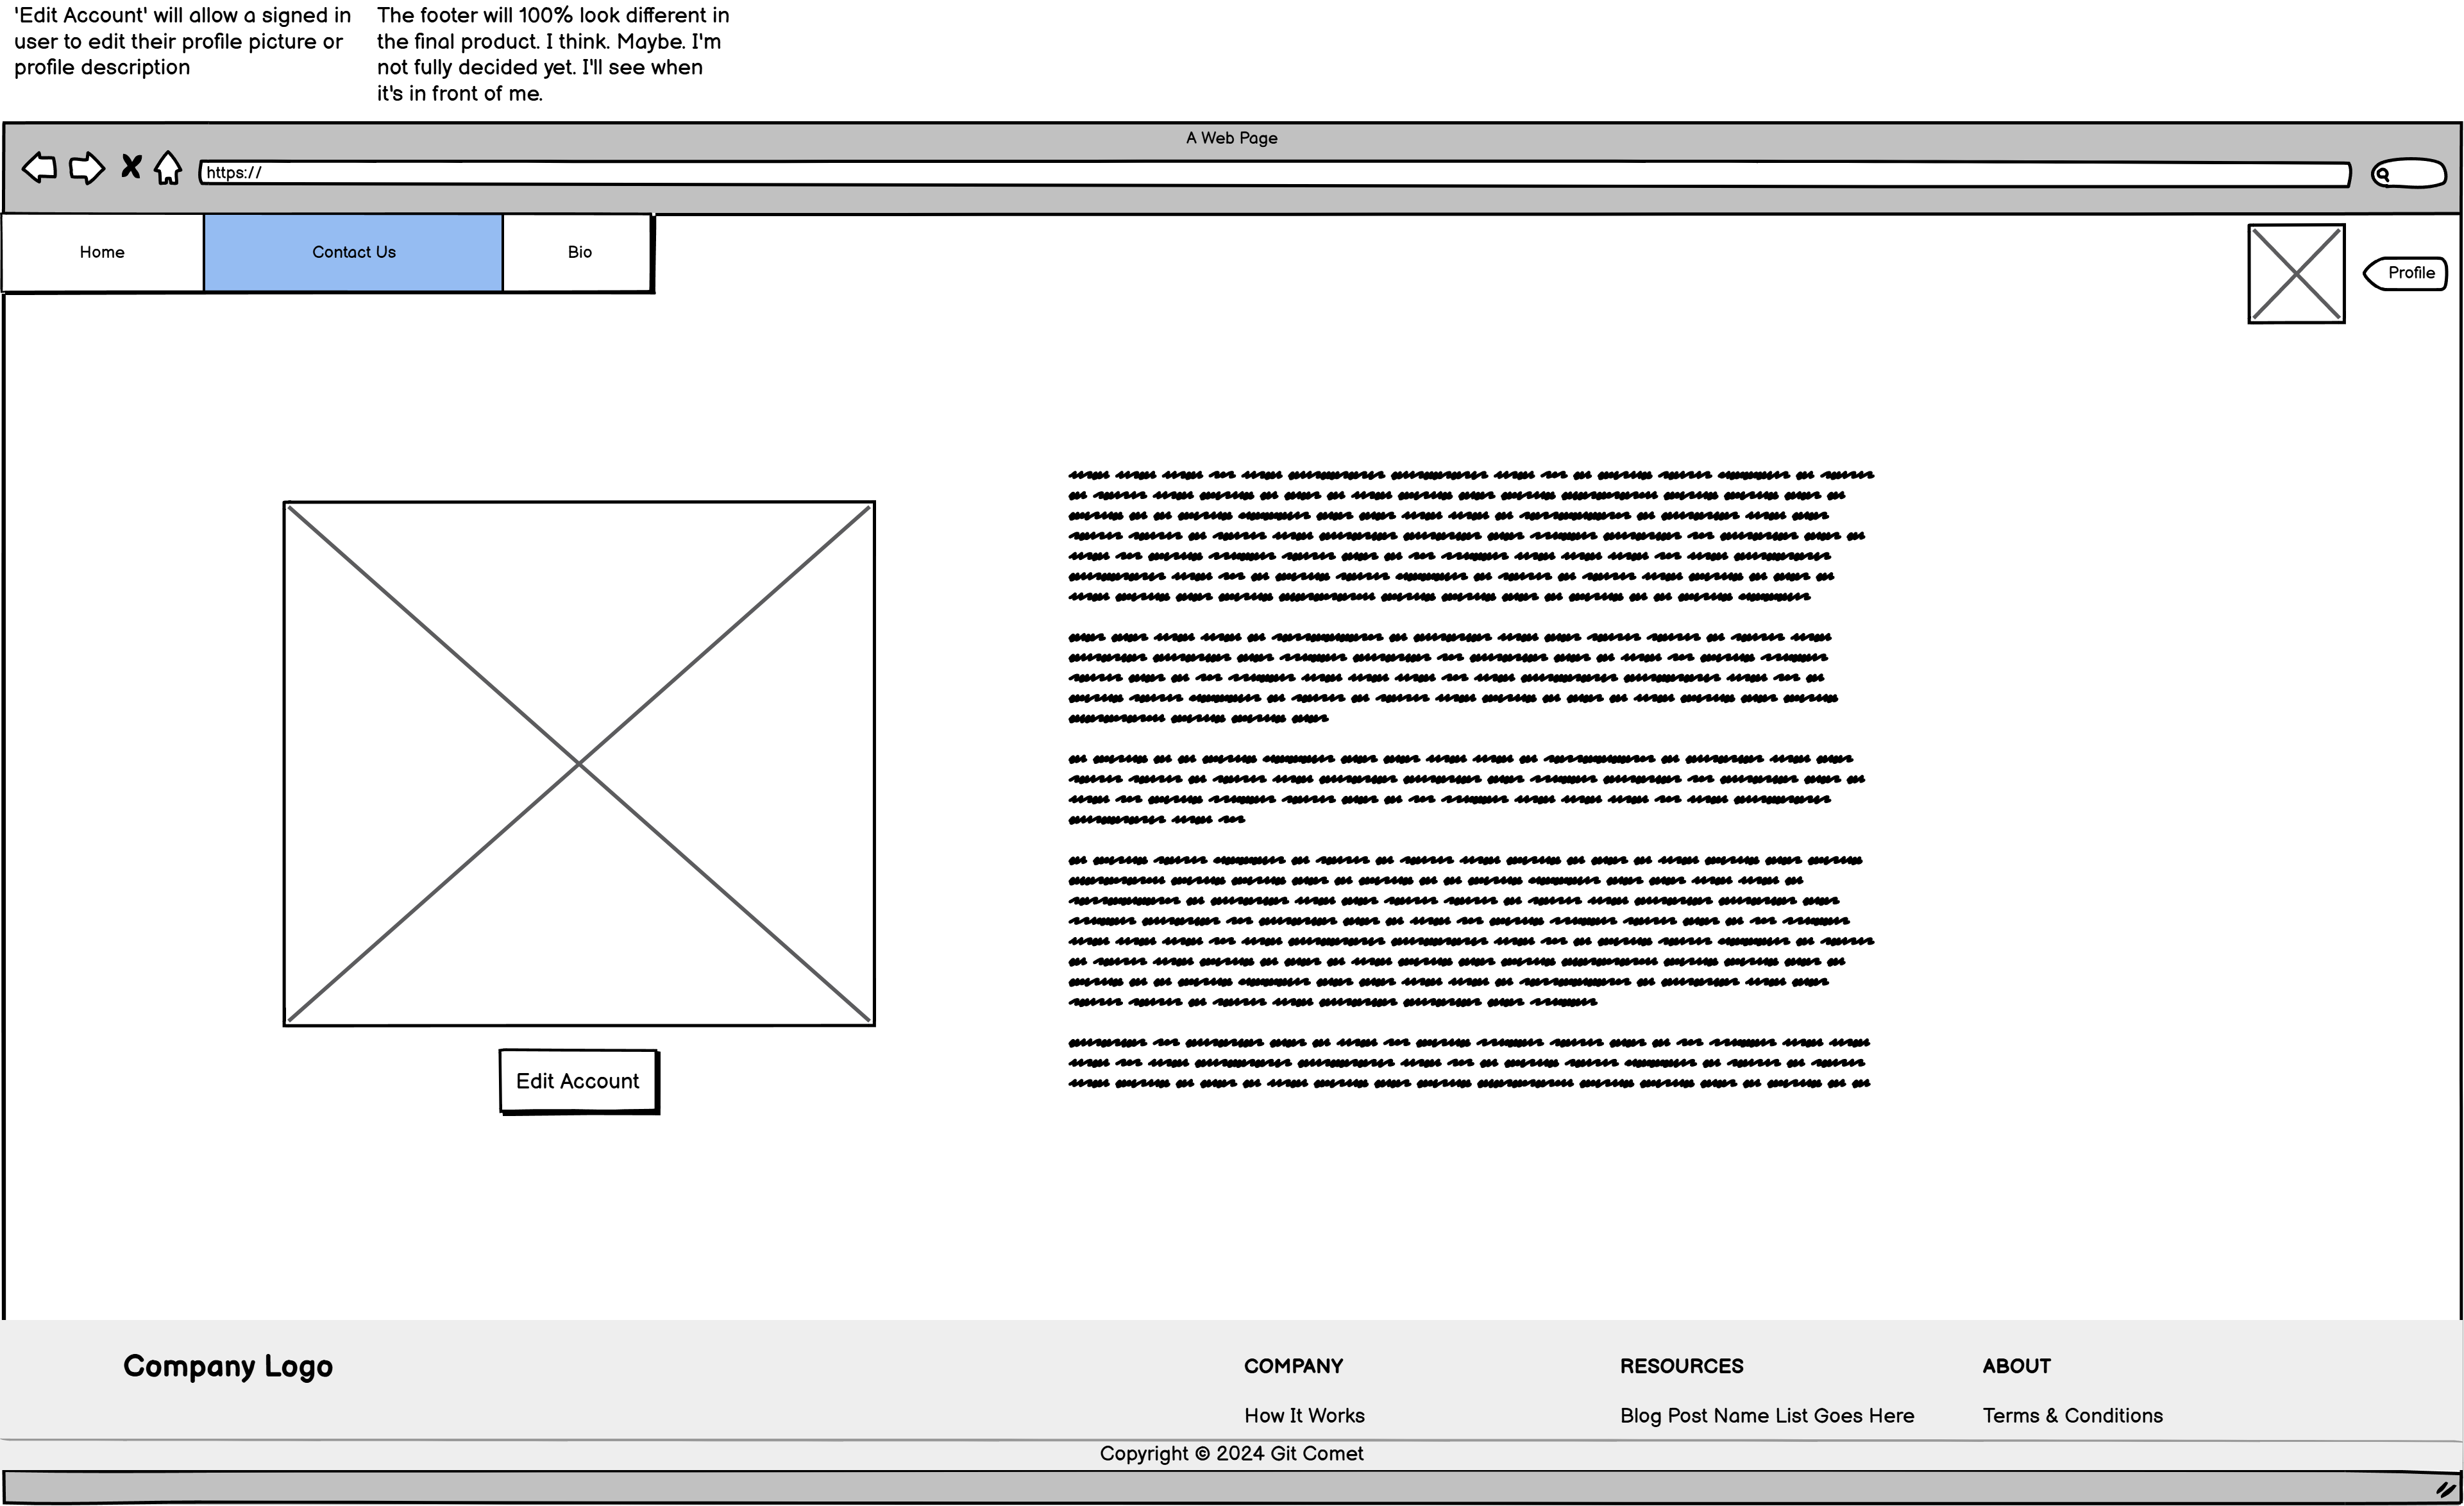 'Edit Account' will allow a signed in
user to edit their profile picture or
profile description
The footer will 100% look different in
the final product. I think. Maybe. I'm
not fully decided yet. I'll see when
it's in front of me.
A Web Page
https://
Home
Contact Us
Bio
Profile
Edit Account
Company Logo
COMPANY
RESOURCES
ABOUT
How It Works
Blog Post Name List Goes Here
Terms & Conditions
Copyright © 2024 Git Comet